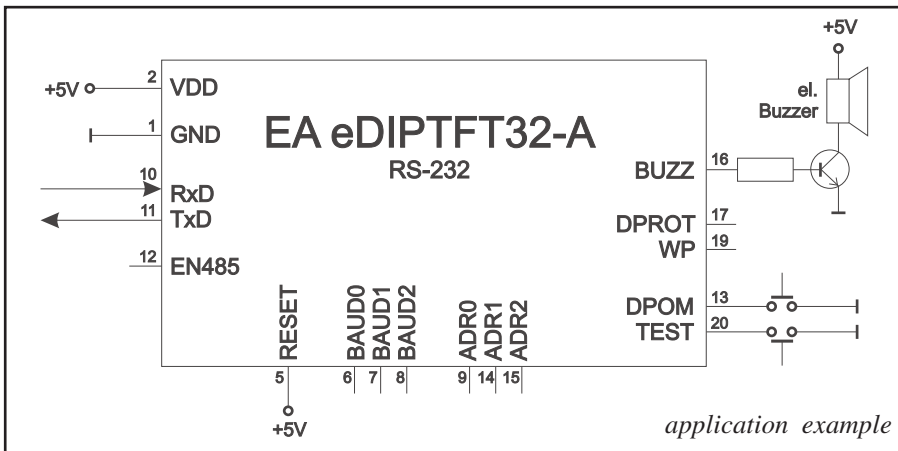 +5V
2
VDD
+5V
1
GND
EA eDIPTFT32-A
RS-232
el.
Buzzer
BUZZ
16
10
RxD
11
TxD
DPROT
17
WP
19
12
EN485
DPOM
13
TEST
20
RESET
BAUD0
BAUD1
BAUD2
ADR0
ADR1
ADR2
5
6
7
8
9
14
15
+5V
application example